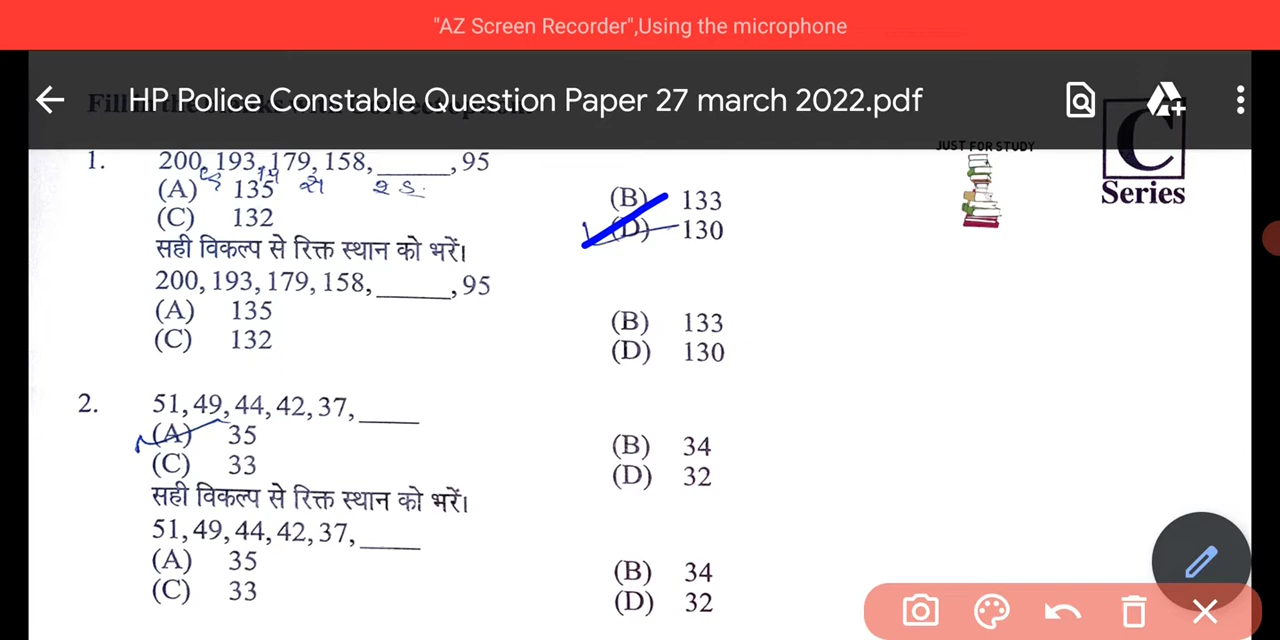 "AZ Screen Recorder",Using the microphone
HP Police Constable Question Paper 27 march 2022.pdf
JUST FOR STUDY
C
Series
1. 200, 193, 179, 158, ______, 95
(A) 135 (B) 133
(C) 132 (D) 130
सही विकल्प से रिक्त स्थान को भरें।
200, 193, 179, 158, ______, 95
(A) 135 (B) 133
(C) 132 (D) 130
2. 51, 49, 44, 42, 37, _____
(A) 35 (B) 34
(C) 33 (D) 32
सही विकल्प से रिक्त स्थान को भरें।
51, 49, 44, 42, 37, _____
(A) 35 (B) 34
(C) 33 (D) 32